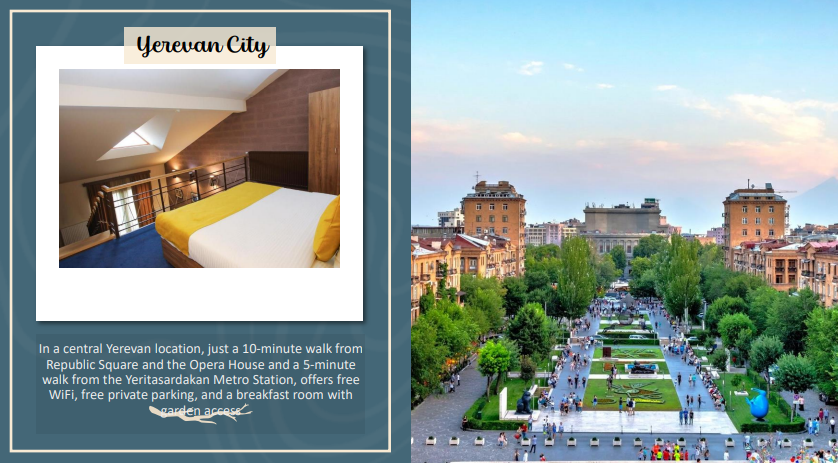 Yerevan City
In a central Yerevan location, just a 10-minute walk from
Republic Square and the Opera House and a 5-minute
walk from the Yeritasardakan Metro Station, offers free
WiFi, free private parking, and a breakfast room with
garden access